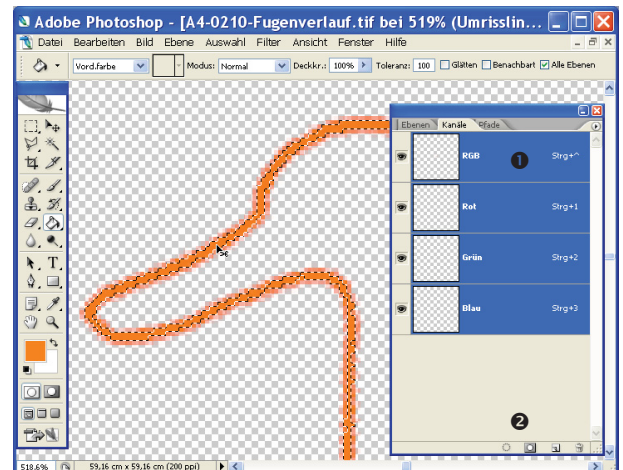 Adobe Photoshop - [A4-0210-Fugenverlauf.tif bei 519% (Umrisslin...
Datei Bearbeiten Bild Ebene Auswahl Filter Ansicht Fenster Hilfe
Vord.farbe Modus: Normal Deckkr.: 100% Toleranz: 100 Glätten Benachbart Alle Ebenen
Ebenen Kanäle Pfade
RGB ❶ Strg+^
Rot Strg+1
Grün Strg+2
Blau Strg+3
❷
518.6% 59,16 cm x 59,16 cm (200 ppi)